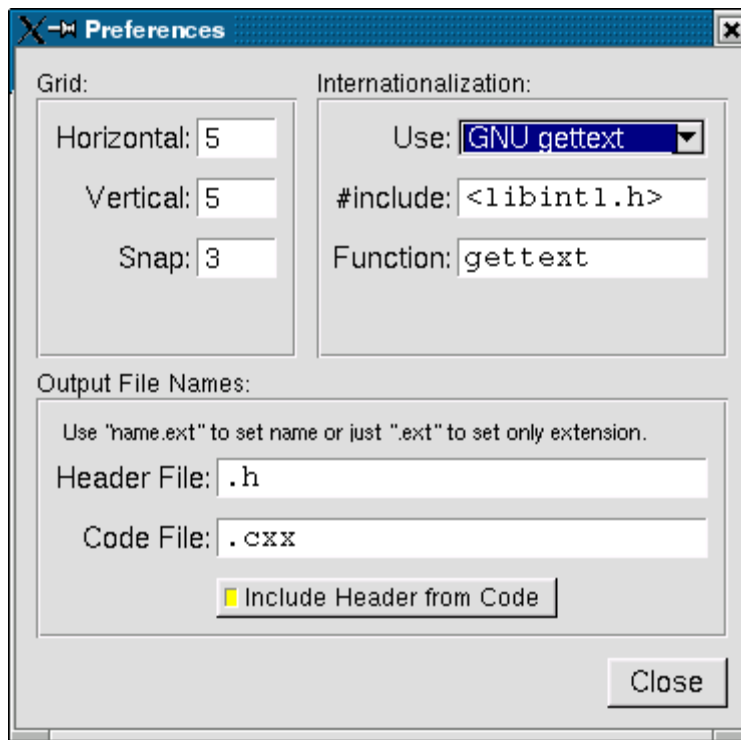 Preferences
Grid:
Horizontal: 5
Vertical: 5
Snap: 3
Internationalization:
Use: GNU gettext
#include: <libintl.h>
Function: gettext
Output File Names:
Use "name.ext" to set name or just ".ext" to set only extension.
Header File: .h
Code File: .cxx
Include Header from Code
Close